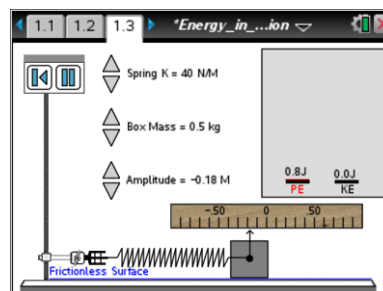 1.1 1.2 1.3 *Energy_in_...ion
Spring K = 40 N/M
Box Mass = 0.5 kg
Amplitude = -0.18 M
0.8J 0.0J
PE KE
-50 0 50
Frictionless Surface